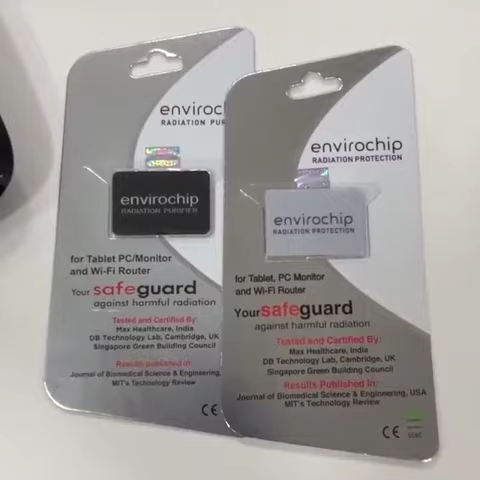 envirochip
RADIATION PUR
envirochip
RADIATION PURIFIER
for Tablet PC/Monitor
and Wi-Fi Router
Your safeguard
against harmful radiation
Tested and Certified By:
Max Healthcare, India
DB Technology Lab, Cambridge, UK
Singapore Green Building Council
Results published in:
Journal of Biomedical Science & Engineering,
MIT's Technology Review
CE
envirochip
RADIATION PROTECTION
envirochip
RADIATION PROTECTION
for Tablet, PC Monitor
and Wi-Fi Router
Your safeguard
against harmful radiation
Tested and Certified By:
Max Healthcare, India
DB Technology Lab, Cambridge, UK
Singapore Green Building Council
Results Published in:
Journal of Biomedical Science & Engineering, USA
MIT's Technology Review
CE